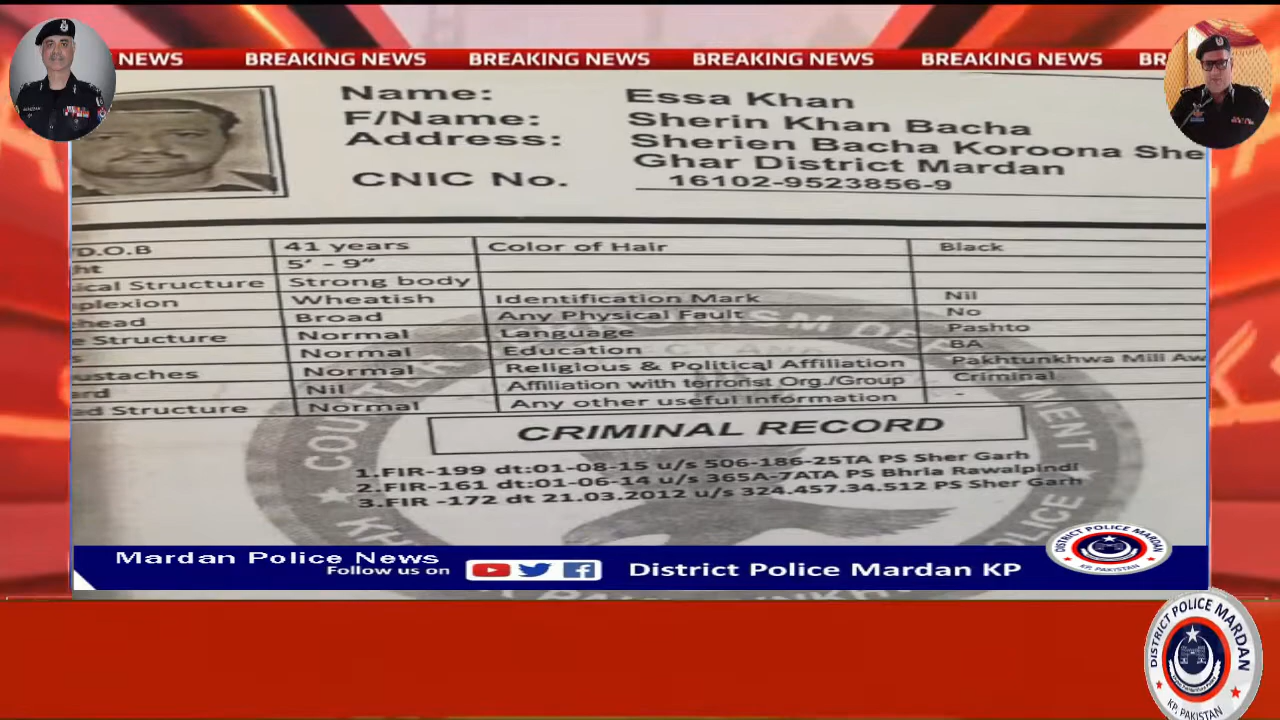 NEWS BREAKING NEWS BREAKING NEWS BREAKING NEWS BREAKING NEWS BR
Name: Essa Khan
F/Name: Sherin Khan Bacha
Address: Sherien Bacha Koroona She
Ghar District Mardan
CNIC No. 16102-9523856-9
D.O.B 41 years Color of Hair Black
ht 5' - 9"
ical Structure Strong body
plexion Wheatish Identification Mark Nil
head Broad Any Physical Fault No
e Structure Normal Language Pashto
s Normal Education BA
ustaches Normal Religious & Political Affiliation Pakhtunkhwa Mill Aw
ard Nil Affiliation with terrorist Org./Group Criminal
d Structure Normal Any other useful Information -
CRIMINAL RECORD
1.FIR-199 dt:01-08-15 u/s 506-186-25TA PS Sher Garh
2.FIR-161 dt:01-06-14 u/s 365A-7ATA PS Bhria Rawalpindi
3.FIR -172 dt 21.03.2012 u/s 324.457.34.512 PS Sher Garh
Mardan Police News
Follow us on
District Police Mardan KP
DISTRICT POLICE MARDAN
KP. PAKISTAN
DISTRICT POLICE MARDAN
KP. PAKISTAN